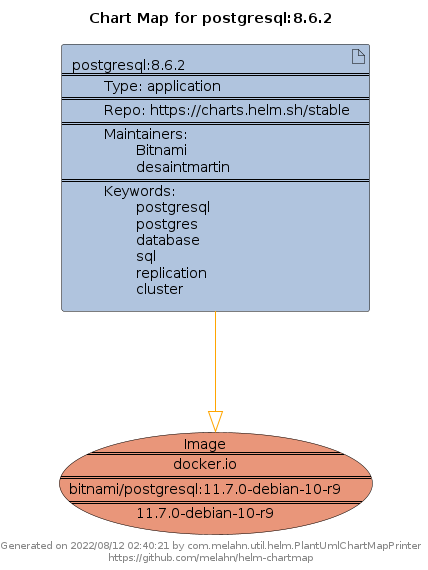 Chart Map for postgresql:8.6.2
postgresql:8.6.2
Type: application
Repo: https://charts.helm.sh/stable
Maintainers:
Bitnami
desaintmartin
Keywords:
postgresql
postgres
database
sql
replication
cluster
Image
docker.io
bitnami/postgresql:11.7.0-debian-10-r9
11.7.0-debian-10-r9
Generated on 2022/08/12 02:40:21 by com.melahn.util.helm.PlantUmlChartMapPrinter
https://github.com/melahn/helm-chartmap